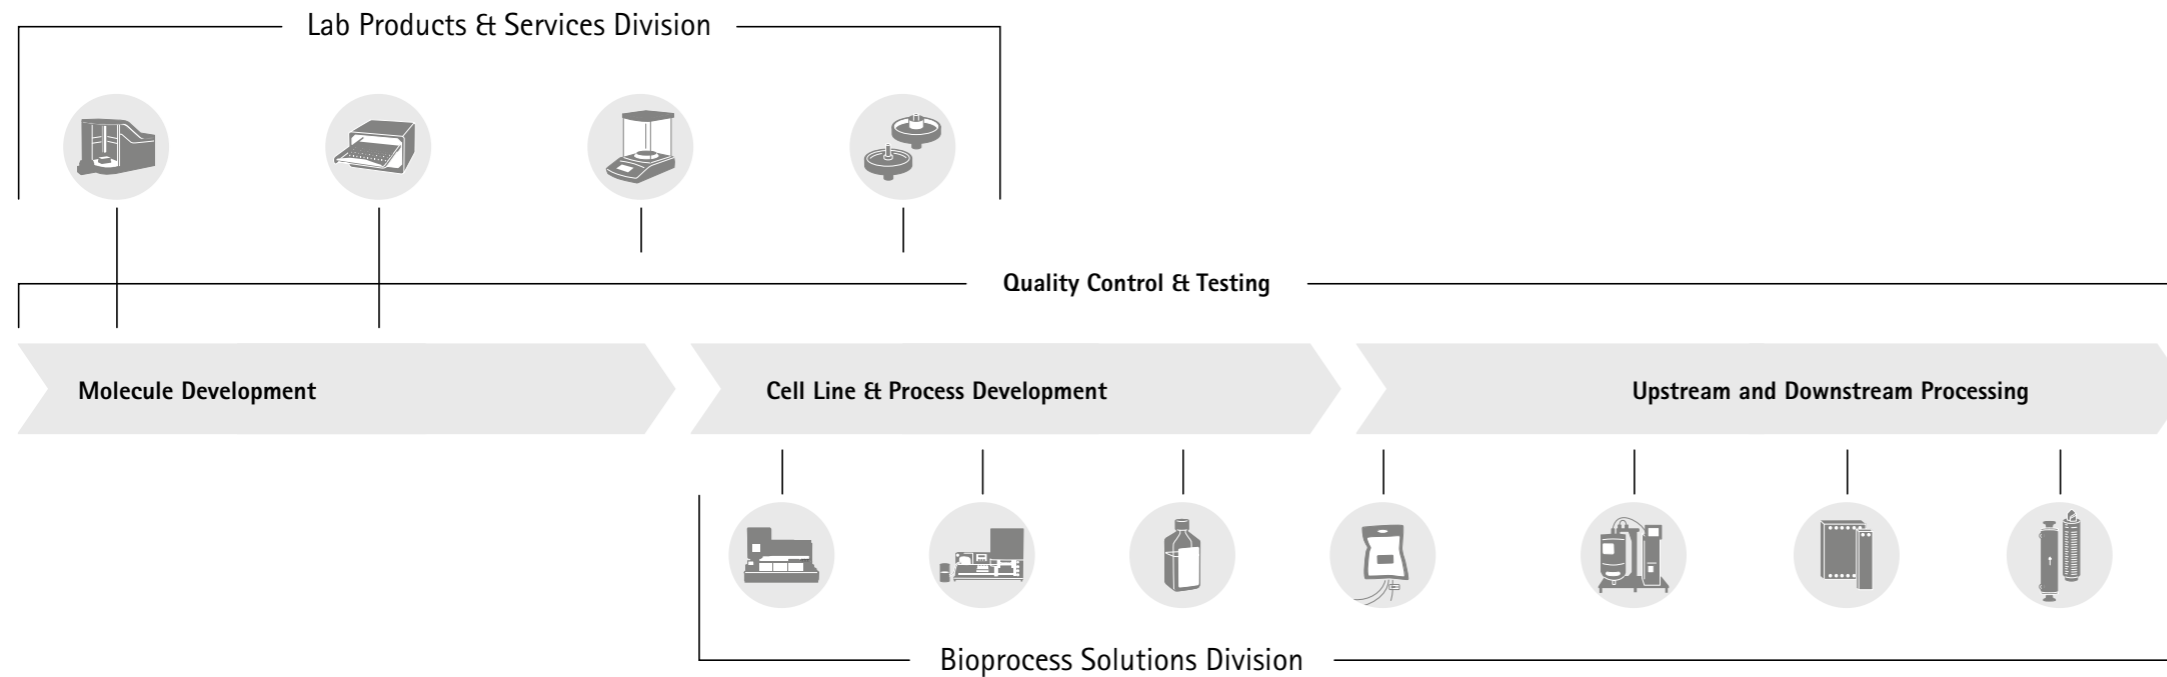 Lab Products & Services Division
Quality Control & Testing
Molecule Development
Cell Line & Process Development
Upstream and Downstream Processing
Bioprocess Solutions Division